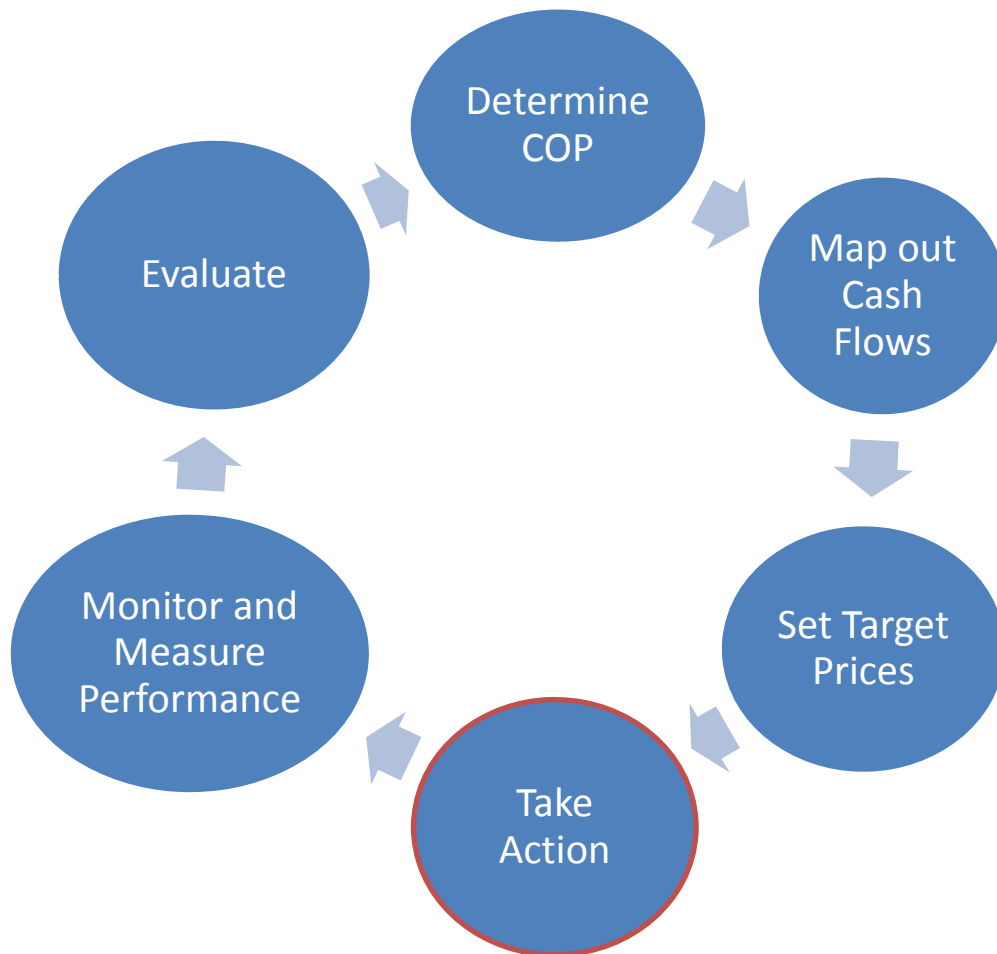 Determine
COP
Map out
Cash
Flows
Set Target
Prices
Take
Action
Monitor and
Measure
Performance
Evaluate